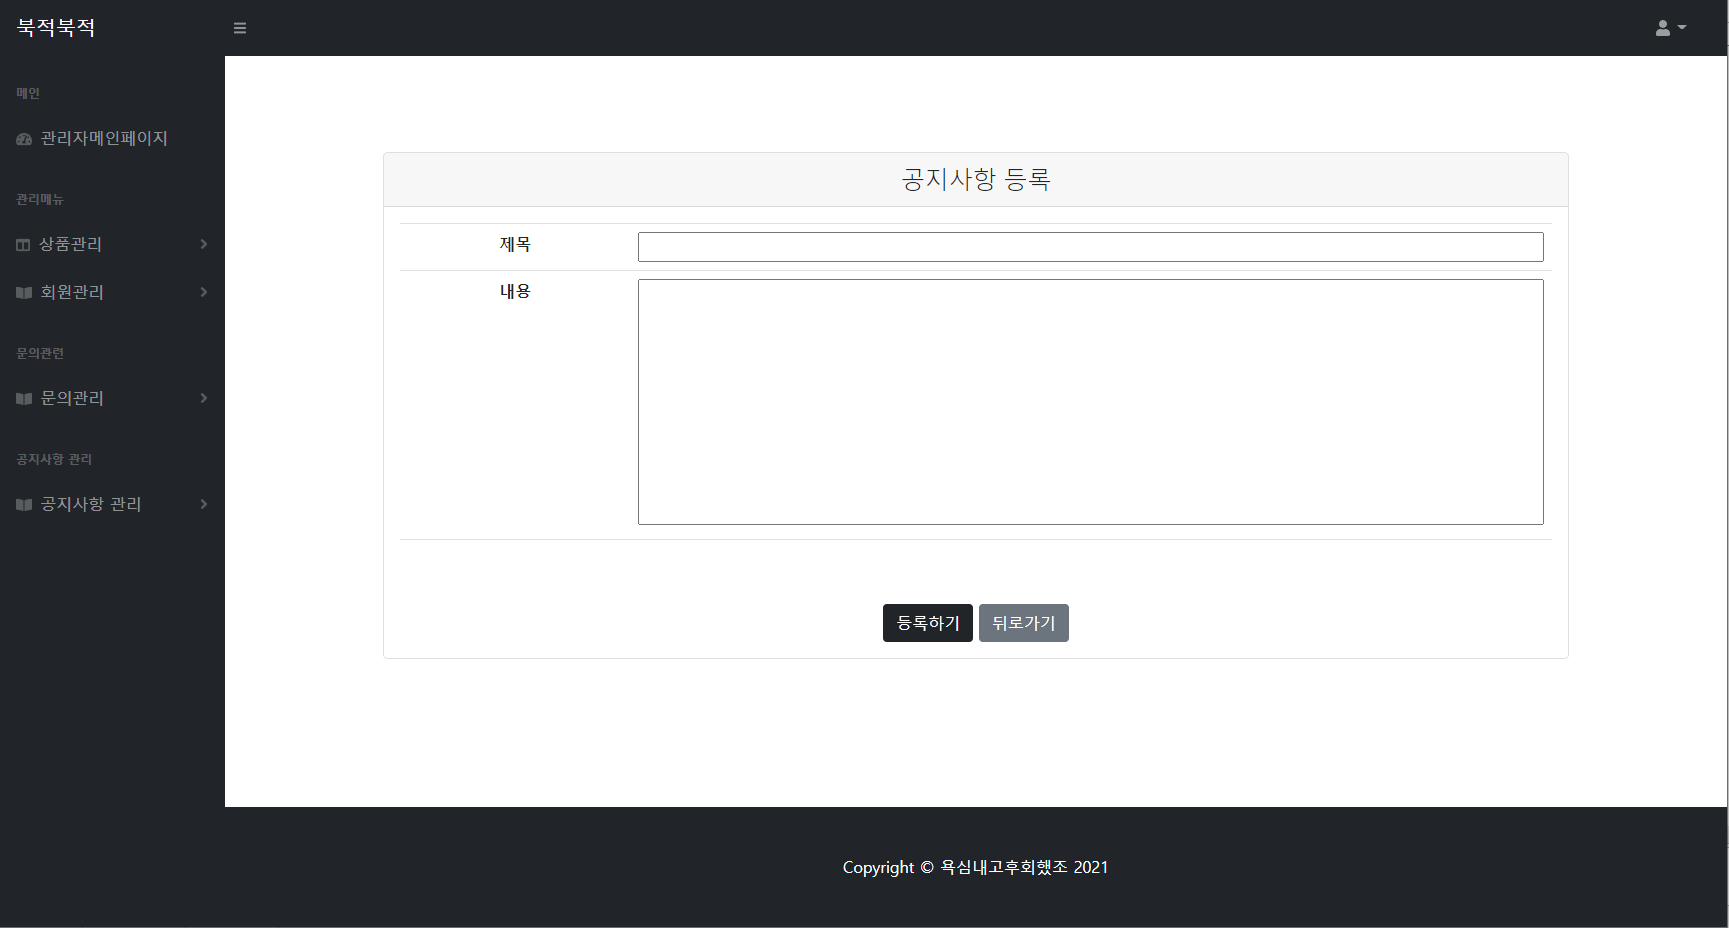 북적북적
메인
관리자메인페이지
관리메뉴
상품관리
회원관리
문의관련
문의관리
공지사항 관리
공지사항 관리
공지사항 등록
제목
내용
등록하기 뒤로가기
Copyright © 욕심내고후회했조 2021